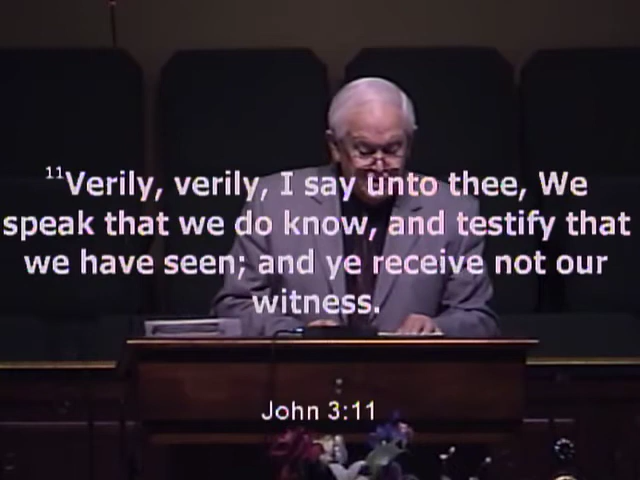 11Verily, verily, I say unto thee, We
speak that we do know, and testify that
we have seen; and ye receive not our
witness.
John 3:11